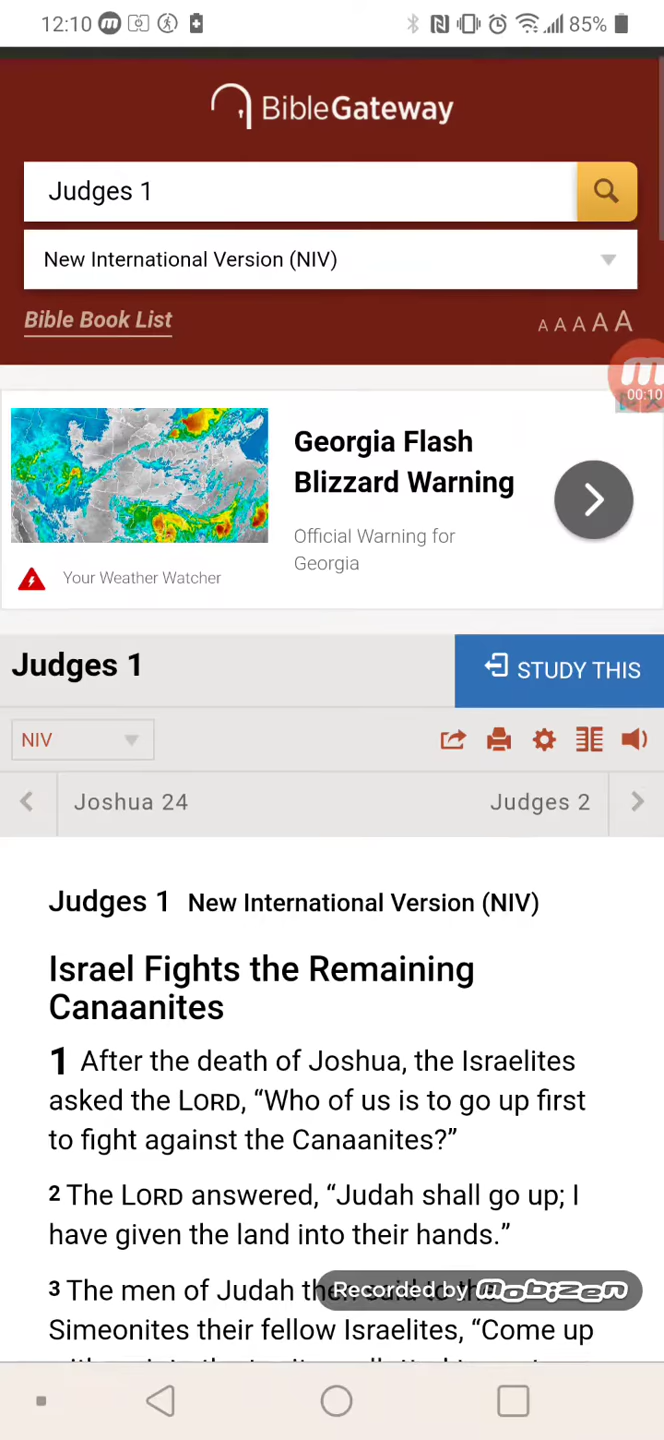 12:10 85%
BibleGateway
Judges 1
New International Version (NIV)
Bible Book List
A A A A A
00:10
Georgia Flash
Blizzard Warning
Official Warning for
Georgia
Your Weather Watcher
Judges 1
STUDY THIS
NIV
Joshua 24
Judges 2
Judges 1 New International Version (NIV)
Israel Fights the Remaining
Canaanites
1 After the death of Joshua, the Israelites
asked the LORD, “Who of us is to go up first
to fight against the Canaanites?”
2 The LORD answered, “Judah shall go up; I
have given the land into their hands.”
3 The men of Judah then said to the
Recorded by mobizen
Simeonites their fellow Israelites, “Come up